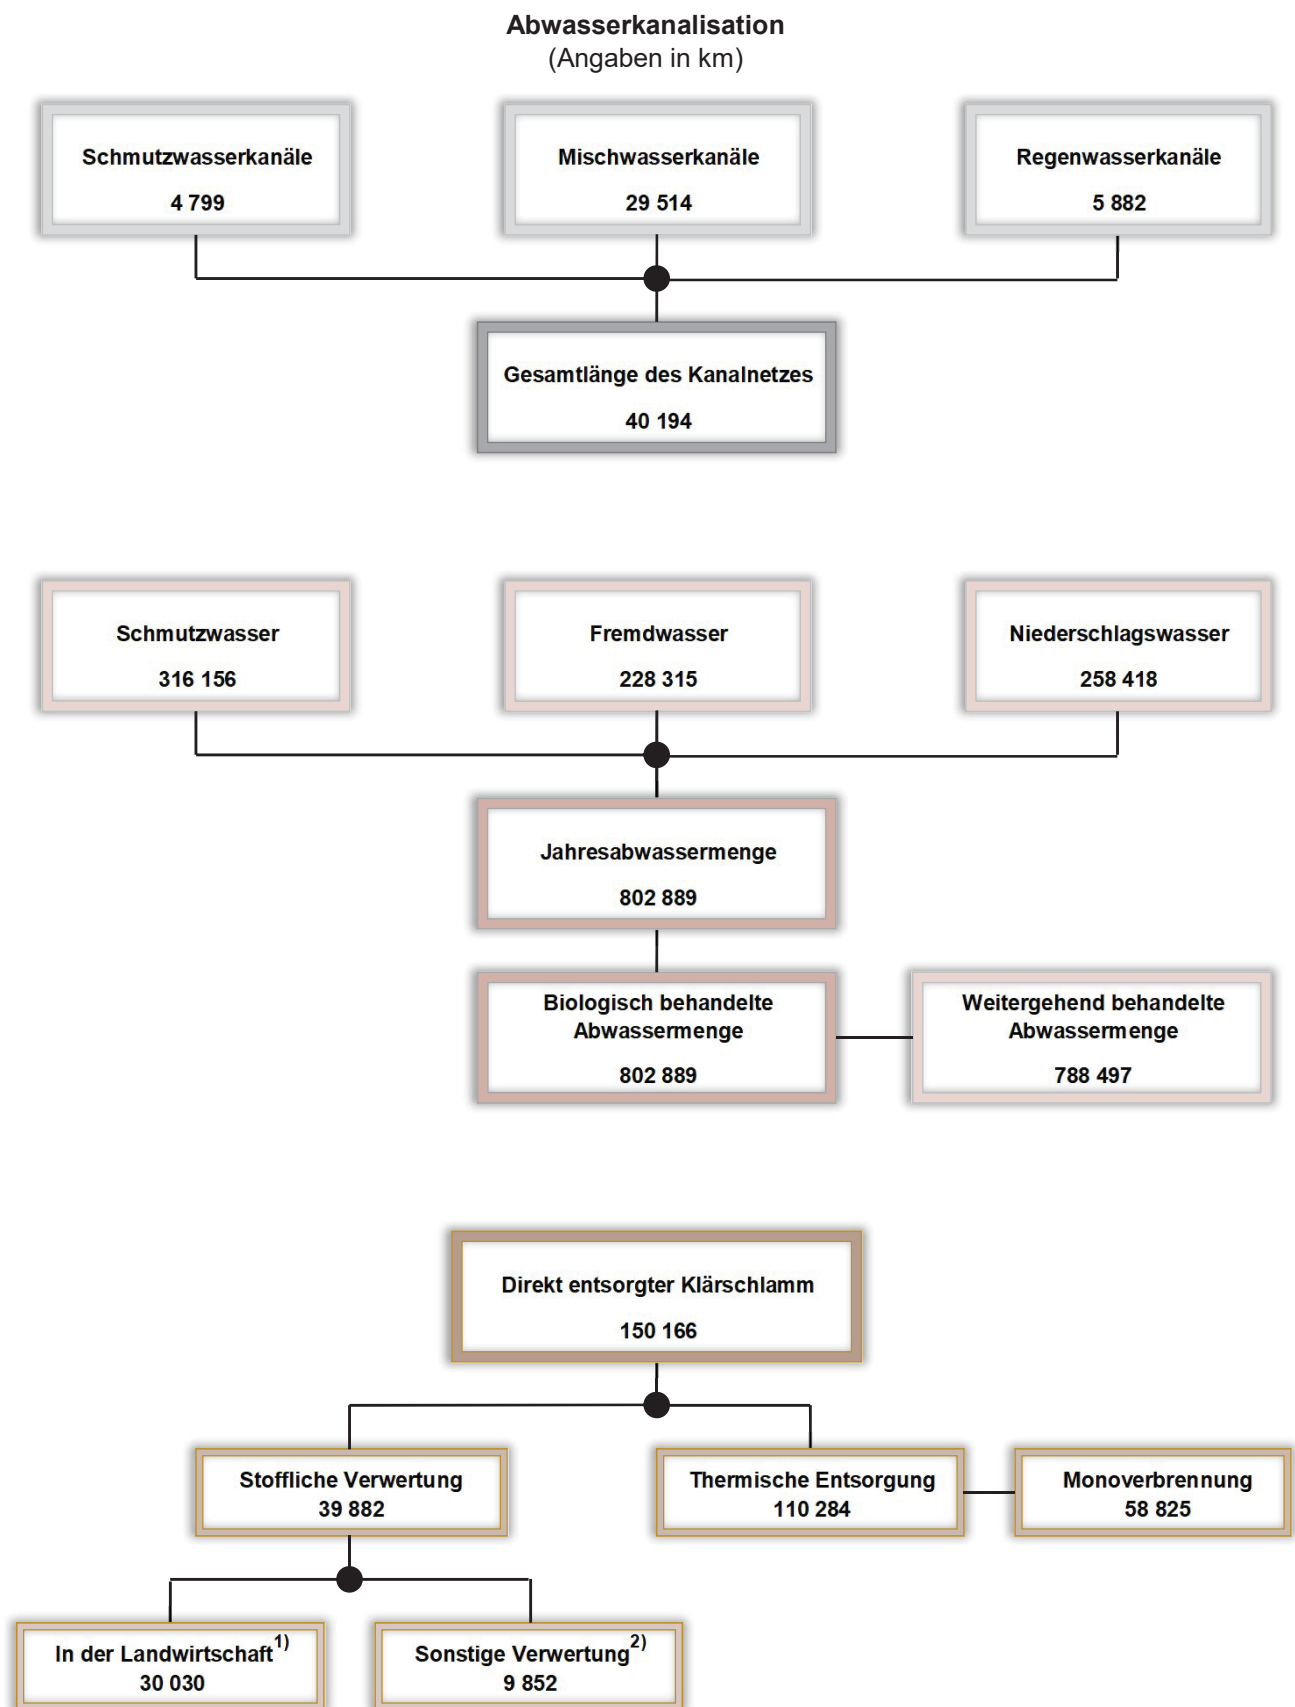 Abwasserkanalisation
(Angaben in km)
Schmutzwasserkanäle
4 799
Mischwasserkanäle
29 514
Regenwasserkanäle
5 882
Gesamtlänge des Kanalnetzes
40 194
Schmutzwasser
316 156
Fremdwasser
228 315
Niederschlagswasser
258 418
Jahresabwassermenge
802 889
Biologisch behandelte
Abwassermenge
802 889
Weitergehend behandelte
Abwassermenge
788 497
Direkt entsorgter Klärschlamm
150 166
Stoffliche Verwertung
39 882
Thermische Entsorgung
110 284
Monoverbrennung
58 825
In der Landwirtschaft1)
30 030
Sonstige Verwertung2)
9 852